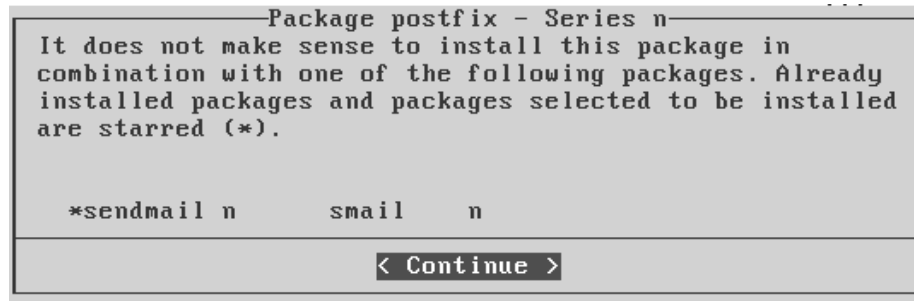 Package postfix - Series n
It does not make sense to install this package in
combination with one of the following packages. Already
installed packages and packages selected to be installed
are starred (*).
*sendmail n smail n
< Continue >